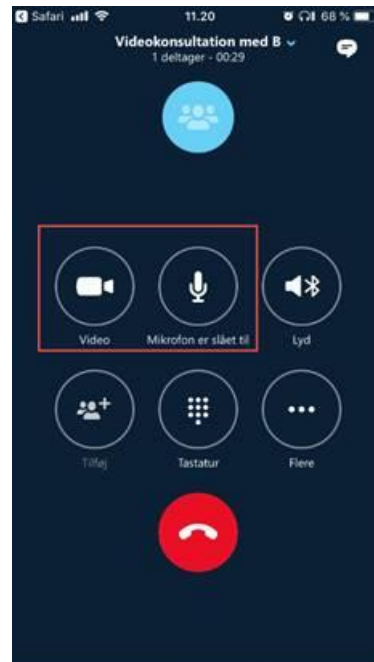 Safari 11.20 68 %
Videokonsultation med B
1 deltager - 00:29
Video Mikrofon er slået til Lyd
Tilføj Tastatur Flere